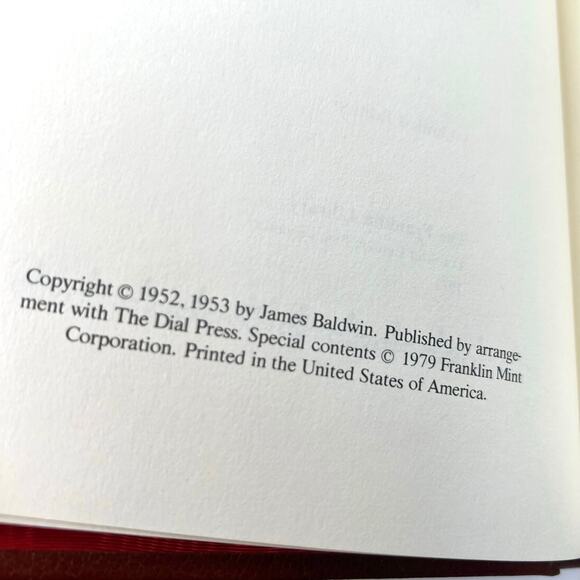 Copyright © 1952, 1953 by James Baldwin. Published by arrange-
ment with The Dial Press. Special contents © 1979 Franklin Mint
Corporation. Printed in the United States of America.